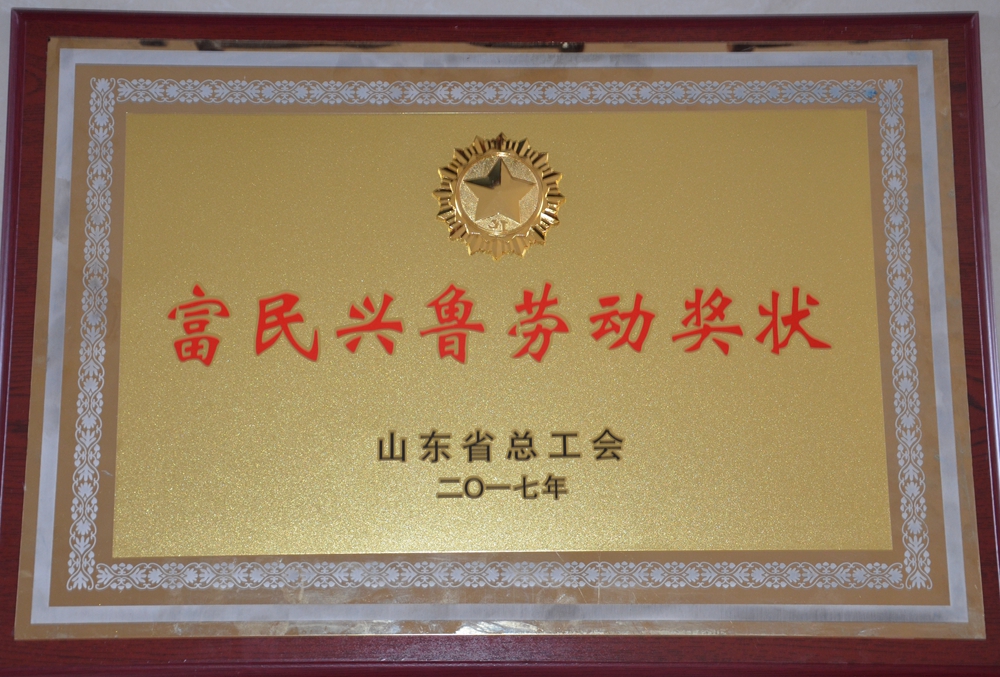 富民兴鲁劳动奖状
山东省总工会
二〇一七年